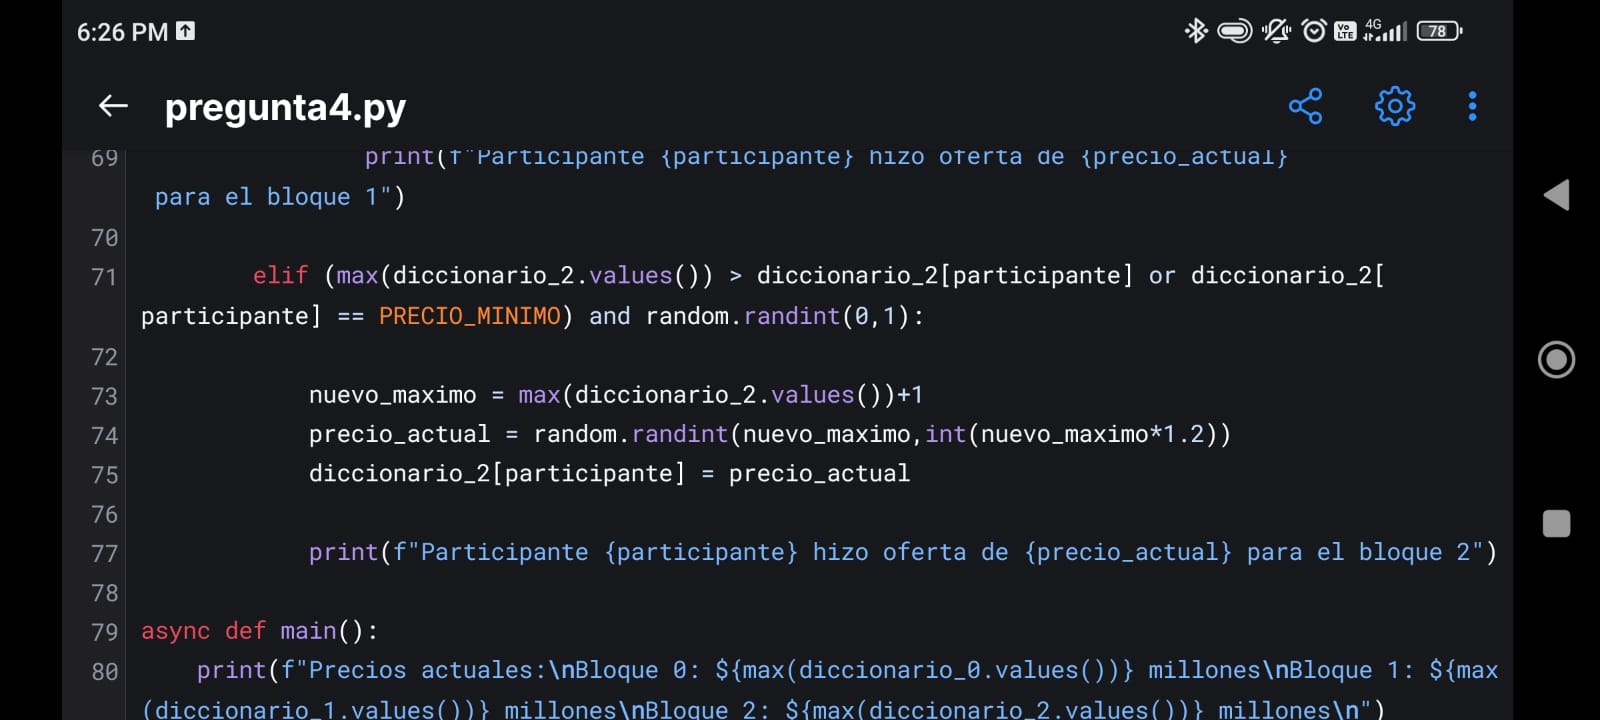 6:26 PM
Vo LTE 4G 78
pregunta4.py
69 print(f"Participante {participante} hizo oferta de {precio_actual}
para el bloque 1")
70
71 elif (max(diccionario_2.values()) > diccionario_2[participante] or diccionario_2[
participante] == PRECIO_MINIMO) and random.randint(0,1):
72
73 nuevo_maximo = max(diccionario_2.values())+1
74 precio_actual = random.randint(nuevo_maximo,int(nuevo_maximo*1.2))
75 diccionario_2[participante] = precio_actual
76
77 print(f"Participante {participante} hizo oferta de {precio_actual} para el bloque 2")
78
79 async def main():
80 print(f"Precios actuales:\nBloque 0: ${max(diccionario_0.values())} millones\nBloque 1: ${max
(diccionario_1.values())} millones\nBloque 2: ${max(diccionario_2.values())} millones\n")